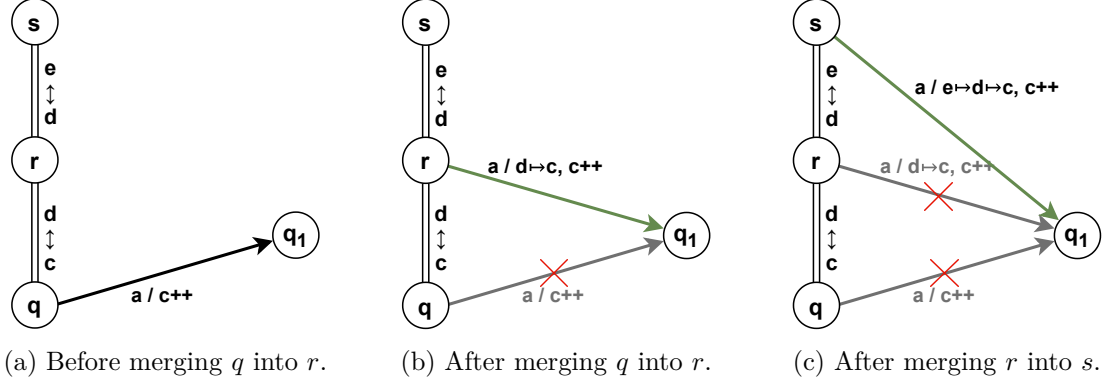 s
e
↕
d
r
d
↕
c
q
a / c++
q1
(a) Before merging q into r.
s
e
↕
d
r
a / d↦c, c++
d
↕
c
q1
q
a / c++
(b) After merging q into r.
s
e
↕
d
a / e↦d↦c, c++
r
a / d↦c, c++
d
↕
c
q1
q
a / c++
(c) After merging r into s.